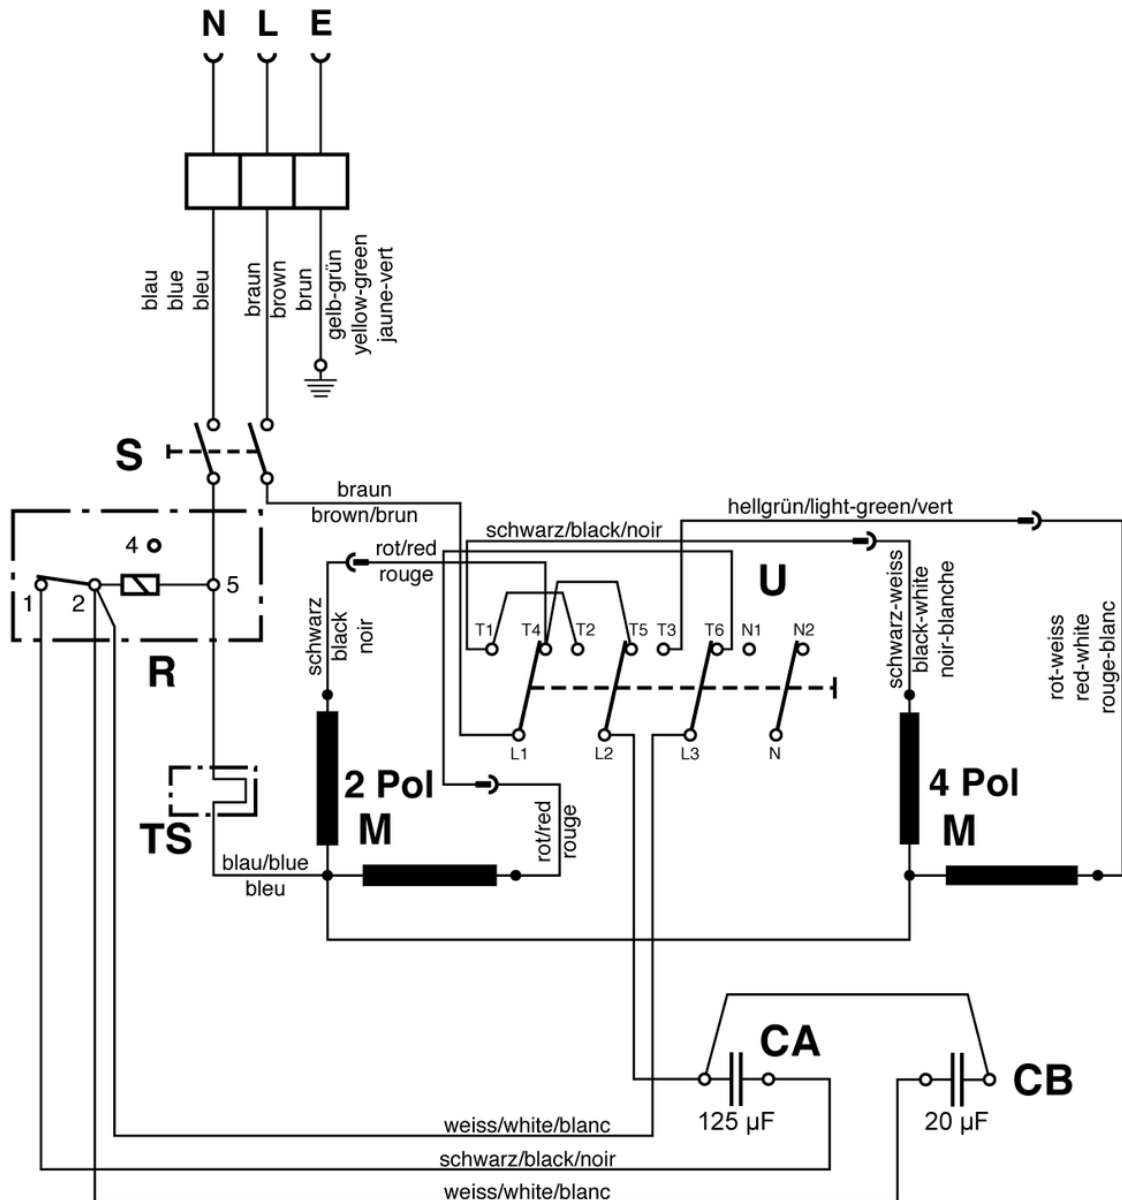 N L E
blau
blue
bleu
braun
brown
brun
gelb-grün
yellow-green
jaune-vert
S
braun
brown/brun
hellgrün/light-green/vert
schwarz/black/noir
rot/red
rouge
4
1
2
5
R
U
T1 T4 T2 T5 T3 T6 N1 N2
schwarz
black
noir
schwarz-weiss
black-white
noir-blanche
rot-weiss
red-white
rouge-blanc
L1 L2 L3 N
2 Pol
M
4 Pol
M
TS
rot/red
rouge
blau/blue
bleu
CA
CB
125 µF
20 µF
weiss/white/blanc
schwarz/black/noir
weiss/white/blanc